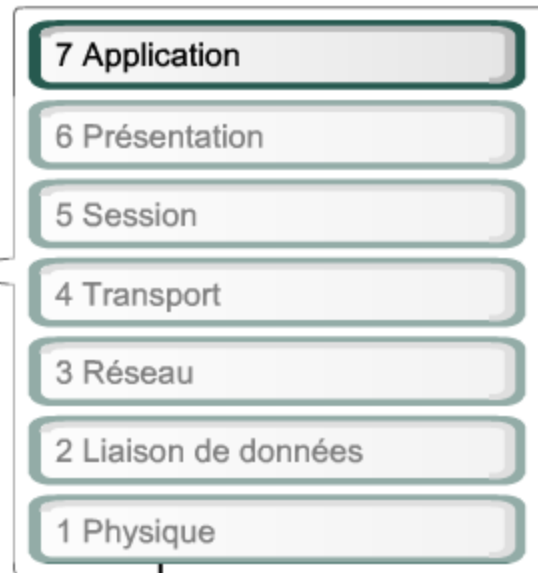 7 Application
6 Présentation
5 Session
4 Transport
3 Réseau
2 Liaison de données
1 Physique